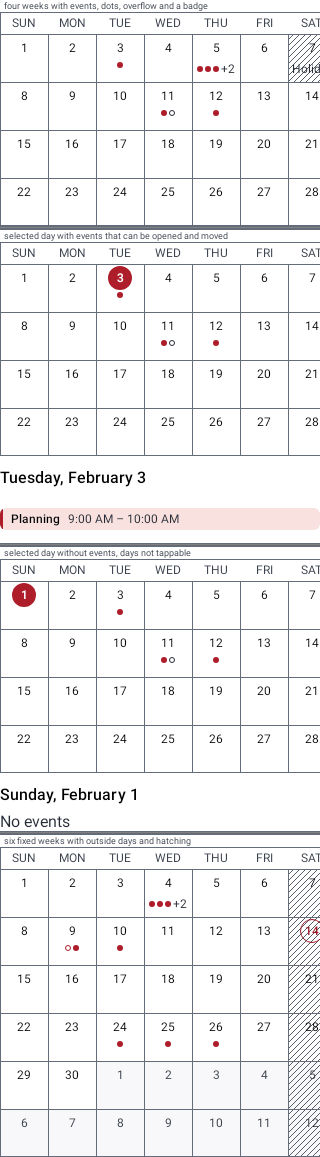 four weeks with events, dots, overflow and a badge
SUN MON TUE WED THU FRI SAT
1 2 3 4 5 6 7
+2 Holid
8 9 10 11 12 13 14
15 16 17 18 19 20 21
22 23 24 25 26 27 28
selected day with events that can be opened and moved
SUN MON TUE WED THU FRI SAT
1 2 3 4 5 6 7
8 9 10 11 12 13 14
15 16 17 18 19 20 21
22 23 24 25 26 27 28
Tuesday, February 3
Planning 9:00 AM – 10:00 AM
selected day without events, days not tappable
SUN MON TUE WED THU FRI SAT
1 2 3 4 5 6 7
8 9 10 11 12 13 14
15 16 17 18 19 20 21
22 23 24 25 26 27 28
Sunday, February 1
No events
six fixed weeks with outside days and hatching
SUN MON TUE WED THU FRI SAT
1 2 3 4 5 6 7
+2
8 9 10 11 12 13 14
15 16 17 18 19 20 21
22 23 24 25 26 27 28
29 30 1 2 3 4 5
6 7 8 9 10 11 12